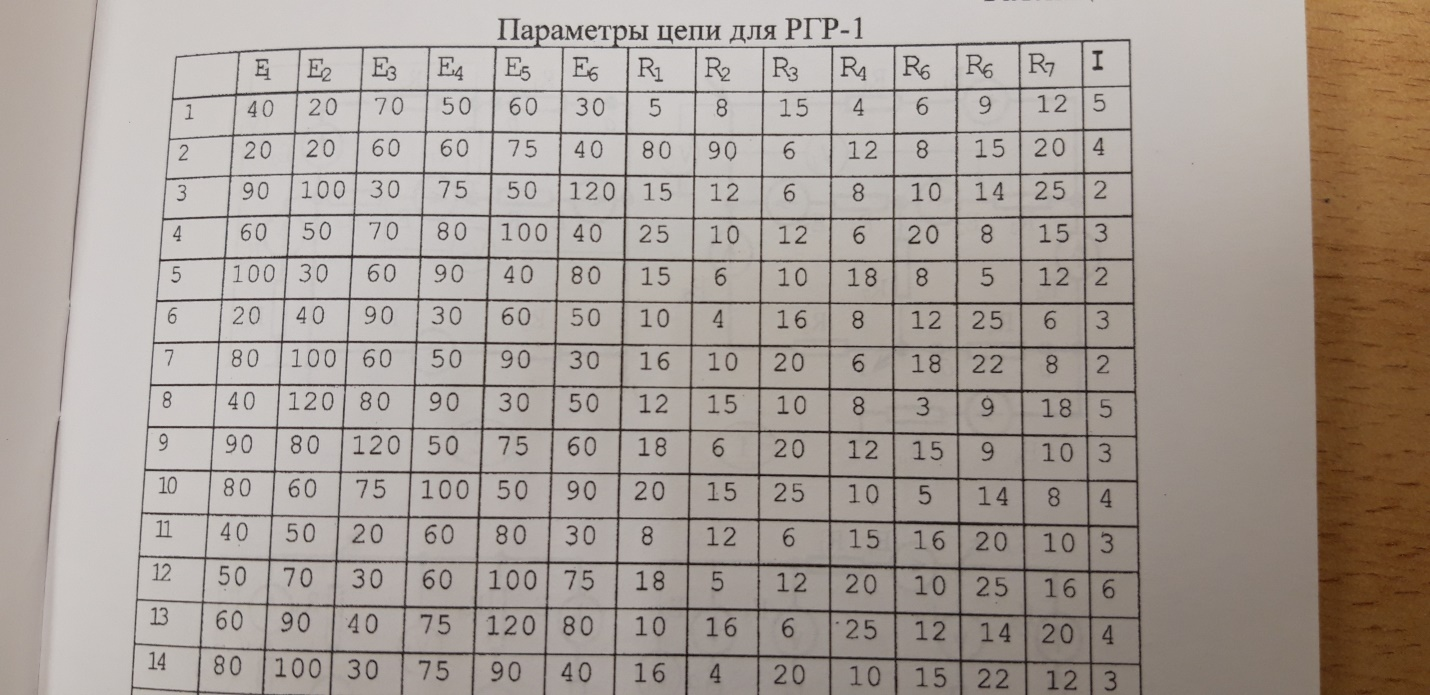 Параметры цепи для РГР-1
E1 E2 E3 E4 E5 E6 R1 R2 R3 R4 R6 R6 R7 I
1 40 20 70 50 60 30 5 8 15 4 6 9 12 5
2 20 20 60 60 75 40 80 90 6 12 8 15 20 4
3 90 100 30 75 50 120 15 12 6 8 10 14 25 2
4 60 50 70 80 100 40 25 10 12 6 20 8 15 3
5 100 30 60 90 40 80 15 6 10 18 8 5 12 2
6 20 40 90 30 60 50 10 4 16 8 12 25 6 3
7 80 100 60 50 90 30 16 10 20 6 18 22 8 2
8 40 120 80 90 30 50 12 15 10 8 3 9 18 5
9 90 80 120 50 75 60 18 6 20 12 15 9 10 3
10 80 60 75 100 50 90 20 15 25 10 5 14 8 4
11 40 50 20 60 80 30 8 12 6 15 16 20 10 3
12 50 70 30 60 100 75 18 5 12 20 10 25 16 6
13 60 90 40 75 120 80 10 16 6 25 12 14 20 4
14 80 100 30 75 90 40 16 4 20 10 15 22 12 3